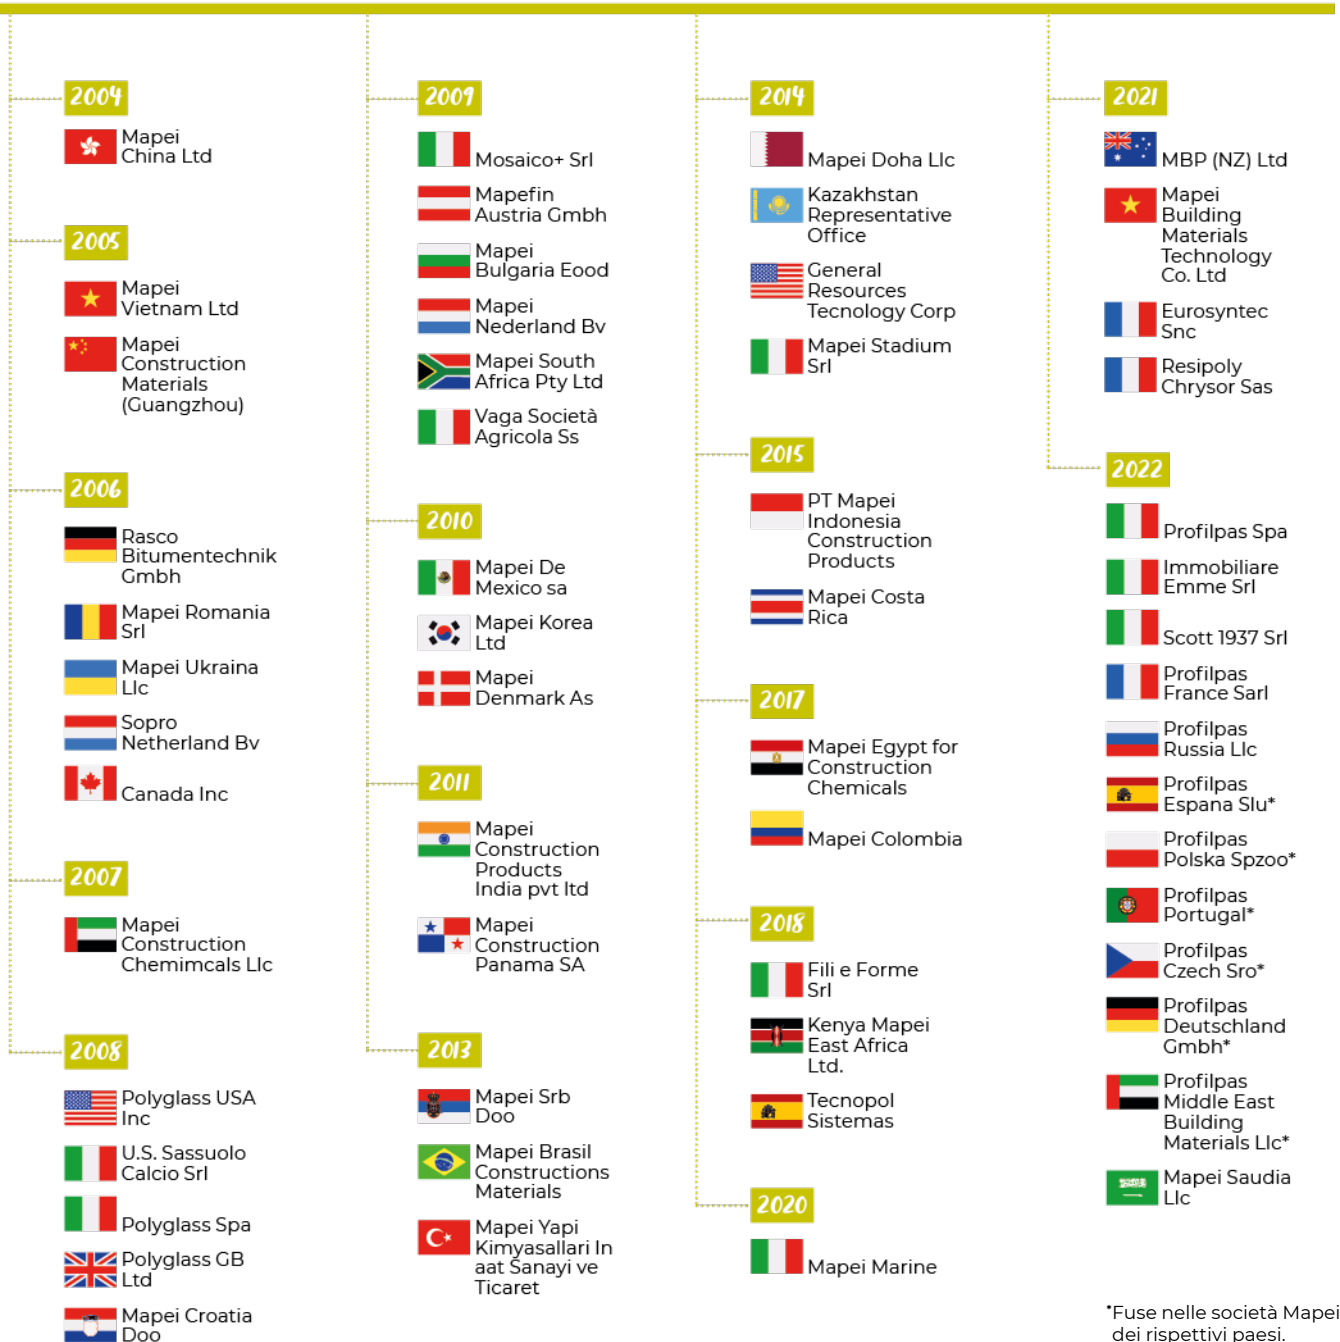 2004
Mapei
China Ltd
2005
Mapei
Vietnam Ltd
Mapei
Construction
Materials
(Guangzhou)
2006
Rasco
Bitumentechnik
Gmbh
Mapei Romania
Srl
Mapei Ukraina
Llc
Sopro
Netherland Bv
Canada Inc
2007
Mapei
Construction
Chemimcals Llc
2008
Polyglass USA
Inc
U.S. Sassuolo
Calcio Srl
Polyglass Spa
Polyglass GB
Ltd
Mapei Croatia
Doo
2009
Mosaico+ Srl
Mapefin
Austria Gmbh
Mapei
Bulgaria Eood
Mapei
Nederland Bv
Mapei South
Africa Pty Ltd
Vaga Società
Agricola Ss
2010
Mapei De
Mexico sa
Mapei Korea
Ltd
Mapei
Denmark As
2011
Mapei
Construction
Products
India pvt ltd
Mapei
Construction
Panama SA
2013
Mapei Srb
Doo
Mapei Brasil
Constructions
Materials
Mapei Yapi
Kimyasallari In
aat Sanayi ve
Ticaret
2014
Mapei Doha Llc
Kazakhstan
Representative
Office
General
Resources
Tecnology Corp
Mapei Stadium
Srl
2015
PT Mapei
Indonesia
Construction
Products
Mapei Costa
Rica
2017
Mapei Egypt for
Construction
Chemicals
Mapei Colombia
2018
Fili e Forme
Srl
Kenya Mapei
East Africa
Ltd.
Tecnopol
Sistemas
2020
Mapei Marine
2021
MBP (NZ) Ltd
Mapei
Building
Materials
Technology
Co. Ltd
Eurosyntec
Snc
Resipoly
Chrysor Sas
2022
Profilpas Spa
Immobiliare
Emme Srl
Scott 1937 Srl
Profilpas
France Sarl
Profilpas
Russia Llc
Profilpas
Espana Slu*
Profilpas
Polska Spzoo*
Profilpas
Portugal*
Profilpas
Czech Sro*
Profilpas
Deutschland
Gmbh*
Profilpas
Middle East
Building
Materials Llc*
Mapei Saudia
Llc
*Fuse nelle società Mapei
dei rispettivi paesi.